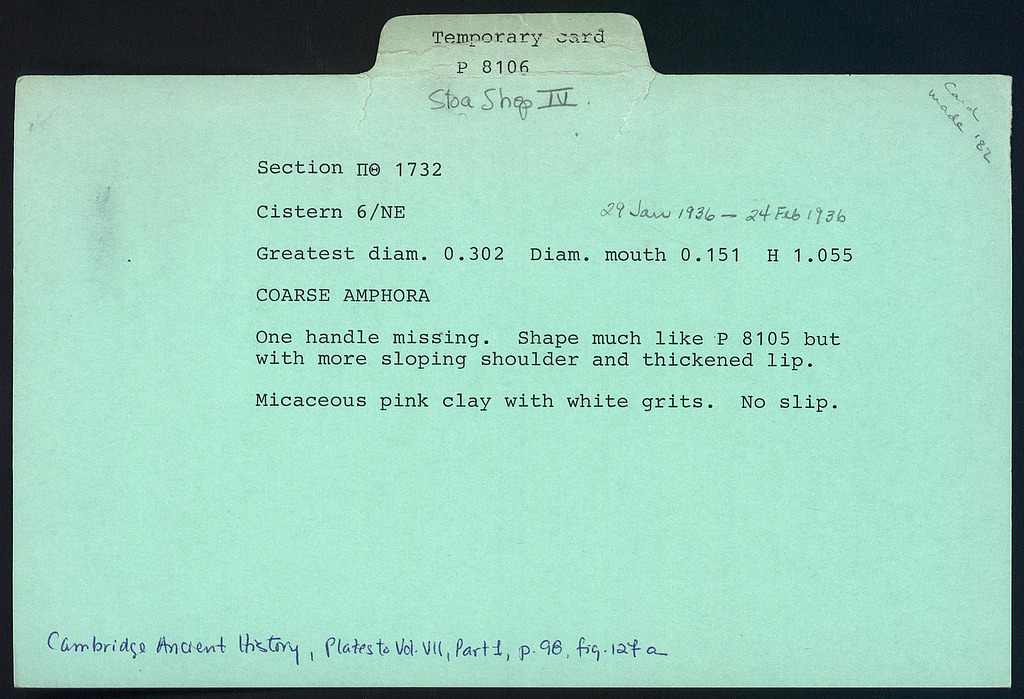 Temporary card
P 8106
Stoa Shop IV.
Card
made '82
Section ΠΘ 1732
Cistern 6/NE 29 Jan 1936 — 24 Feb 1936
Greatest diam. 0.302 Diam. mouth 0.151 H 1.055
COARSE AMPHORA
One handle missing. Shape much like P 8105 but
with more sloping shoulder and thickened lip.
Micaceous pink clay with white grits. No slip.
Cambridge Ancient History, Plates to Vol. VII, Part 1, p. 98, fig. 127 a